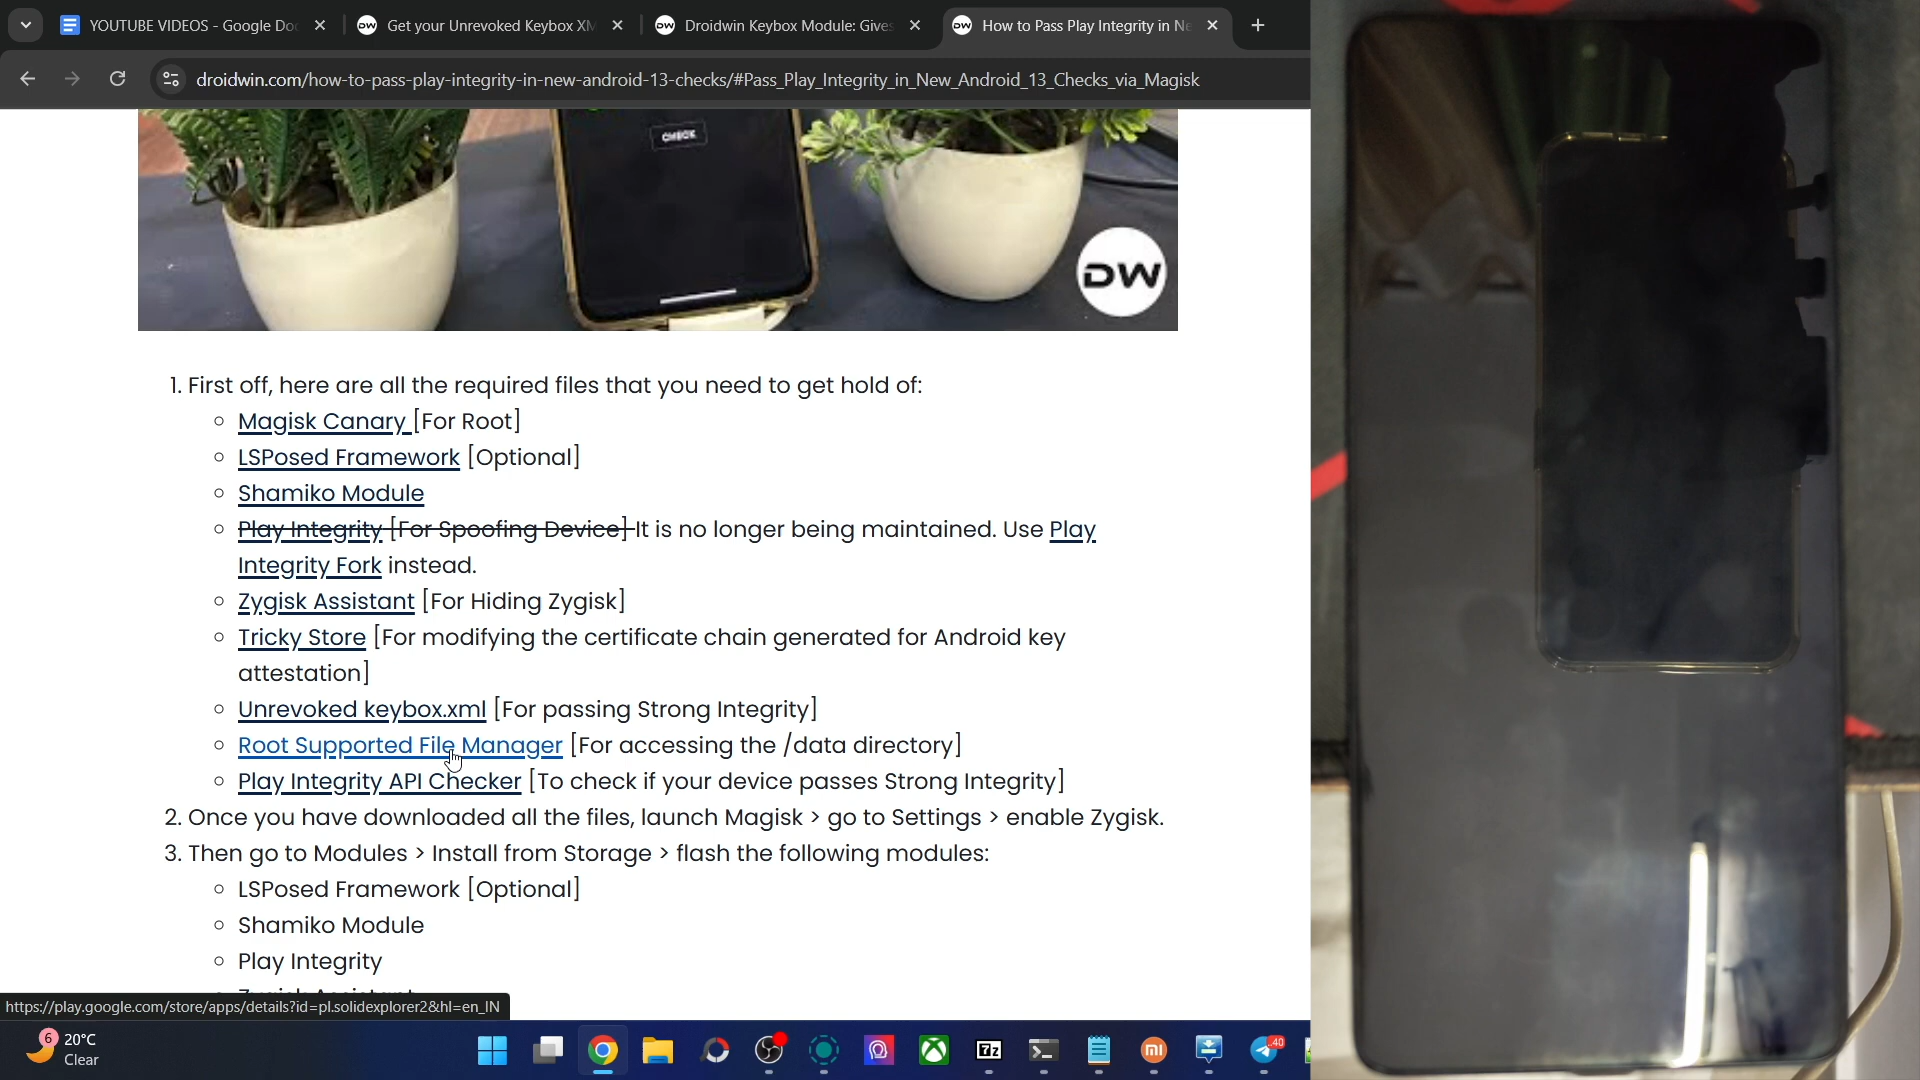 YOUTUBE VIDEOS - Google Doc
Get your Unrevoked Keybox XM
Droidwin Keybox Module: Gives
How to Pass Play Integrity in Ne
droidwin.com/how-to-pass-play-integrity-in-new-android-13-checks/#Pass_Play_Integrity_in_New_Android_13_Checks_via_Magisk
CHECK
DW
1. First off, here are all the required files that you need to get hold of:
Magisk Canary [For Root]
LSPosed Framework [Optional]
Shamiko Module
Play Integrity [For Spoofing Device] It is no longer being maintained. Use Play
Integrity Fork instead.
Zygisk Assistant [For Hiding Zygisk]
Tricky Store [For modifying the certificate chain generated for Android key
attestation]
Unrevoked keybox.xml [For passing Strong Integrity]
Root Supported File Manager [For accessing the /data directory]
Play Integrity API Checker [To check if your device passes Strong Integrity]
2. Once you have downloaded all the files, launch Magisk > go to Settings > enable Zygisk.
3. Then go to Modules > Install from Storage > flash the following modules:
LSPosed Framework [Optional]
Shamiko Module
Play Integrity
Zygisk Assistant
https://play.google.com/store/apps/details?id=pl.solidexplorer2&hl=en_IN
6
20°C
Clear
7z
mi
40